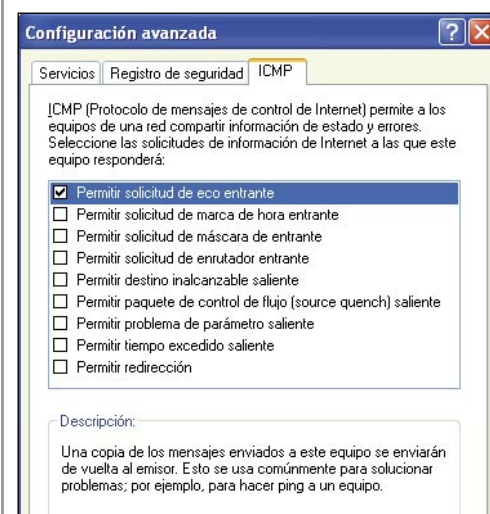 Configuración avanzada
Servicios Registro de seguridad ICMP
ICMP (Protocolo de mensajes de control de Internet) permite a los
equipos de una red compartir información de estado y errores.
Seleccione las solicitudes de información de Internet a las que este
equipo responderá:
Permitir solicitud de eco entrante
Permitir solicitud de marca de hora entrante
Permitir solicitud de máscara de entrante
Permitir solicitud de enrutador entrante
Permitir destino inalcanzable saliente
Permitir paquete de control de flujo (source quench) saliente
Permitir problema de parámetro saliente
Permitir tiempo excedido saliente
Permitir redirección
Descripción:
Una copia de los mensajes enviados a este equipo se enviarán
de vuelta al emisor. Esto se usa comúnmente para solucionar
problemas; por ejemplo, para hacer ping a un equipo.